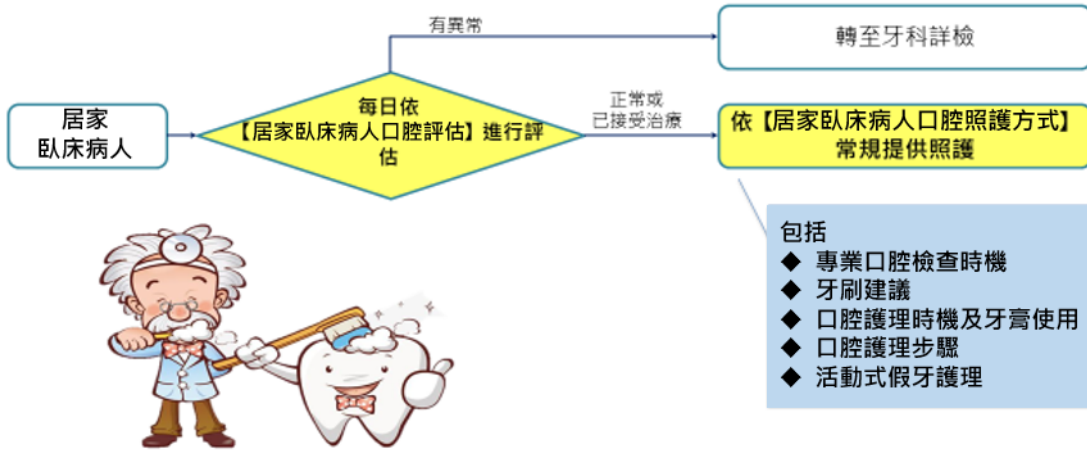 有異常
轉至牙科詳檢
居家
臥床病人
每日依
【居家臥床病人口腔評估】進行評
估
正常或
已接受治療
依【居家臥床病人口腔照護方式】
常規提供照護
包括
◆ 專業口腔檢查時機
◆ 牙刷建議
◆ 口腔護理時機及牙膏使用
◆ 口腔護理步驟
◆ 活動式假牙護理